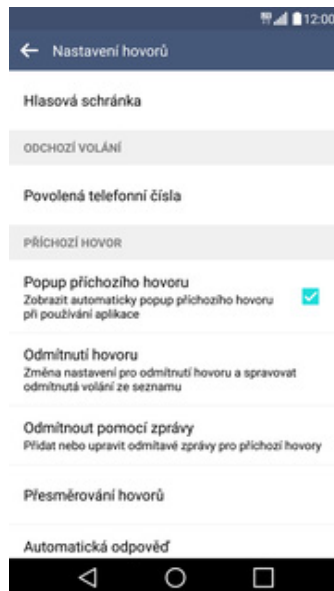 12:00
Nastavení hovorů
Hlasová schránka
ODCHOZÍ VOLÁNÍ
Povolená telefonní čísla
PŘÍCHOZÍ HOVOR
Popup příchozího hovoru
Zobrazit automaticky popup příchozího hovoru
při používání aplikace
Odmítnutí hovoru
Změna nastavení pro odmítnutí hovoru a spravovat
odmítnutá volání ze seznamu
Odmítnout pomocí zprávy
Přidat nebo upravit odmítavé zprávy pro příchozí hovory
Přesměrování hovorů
Automatická odpověď